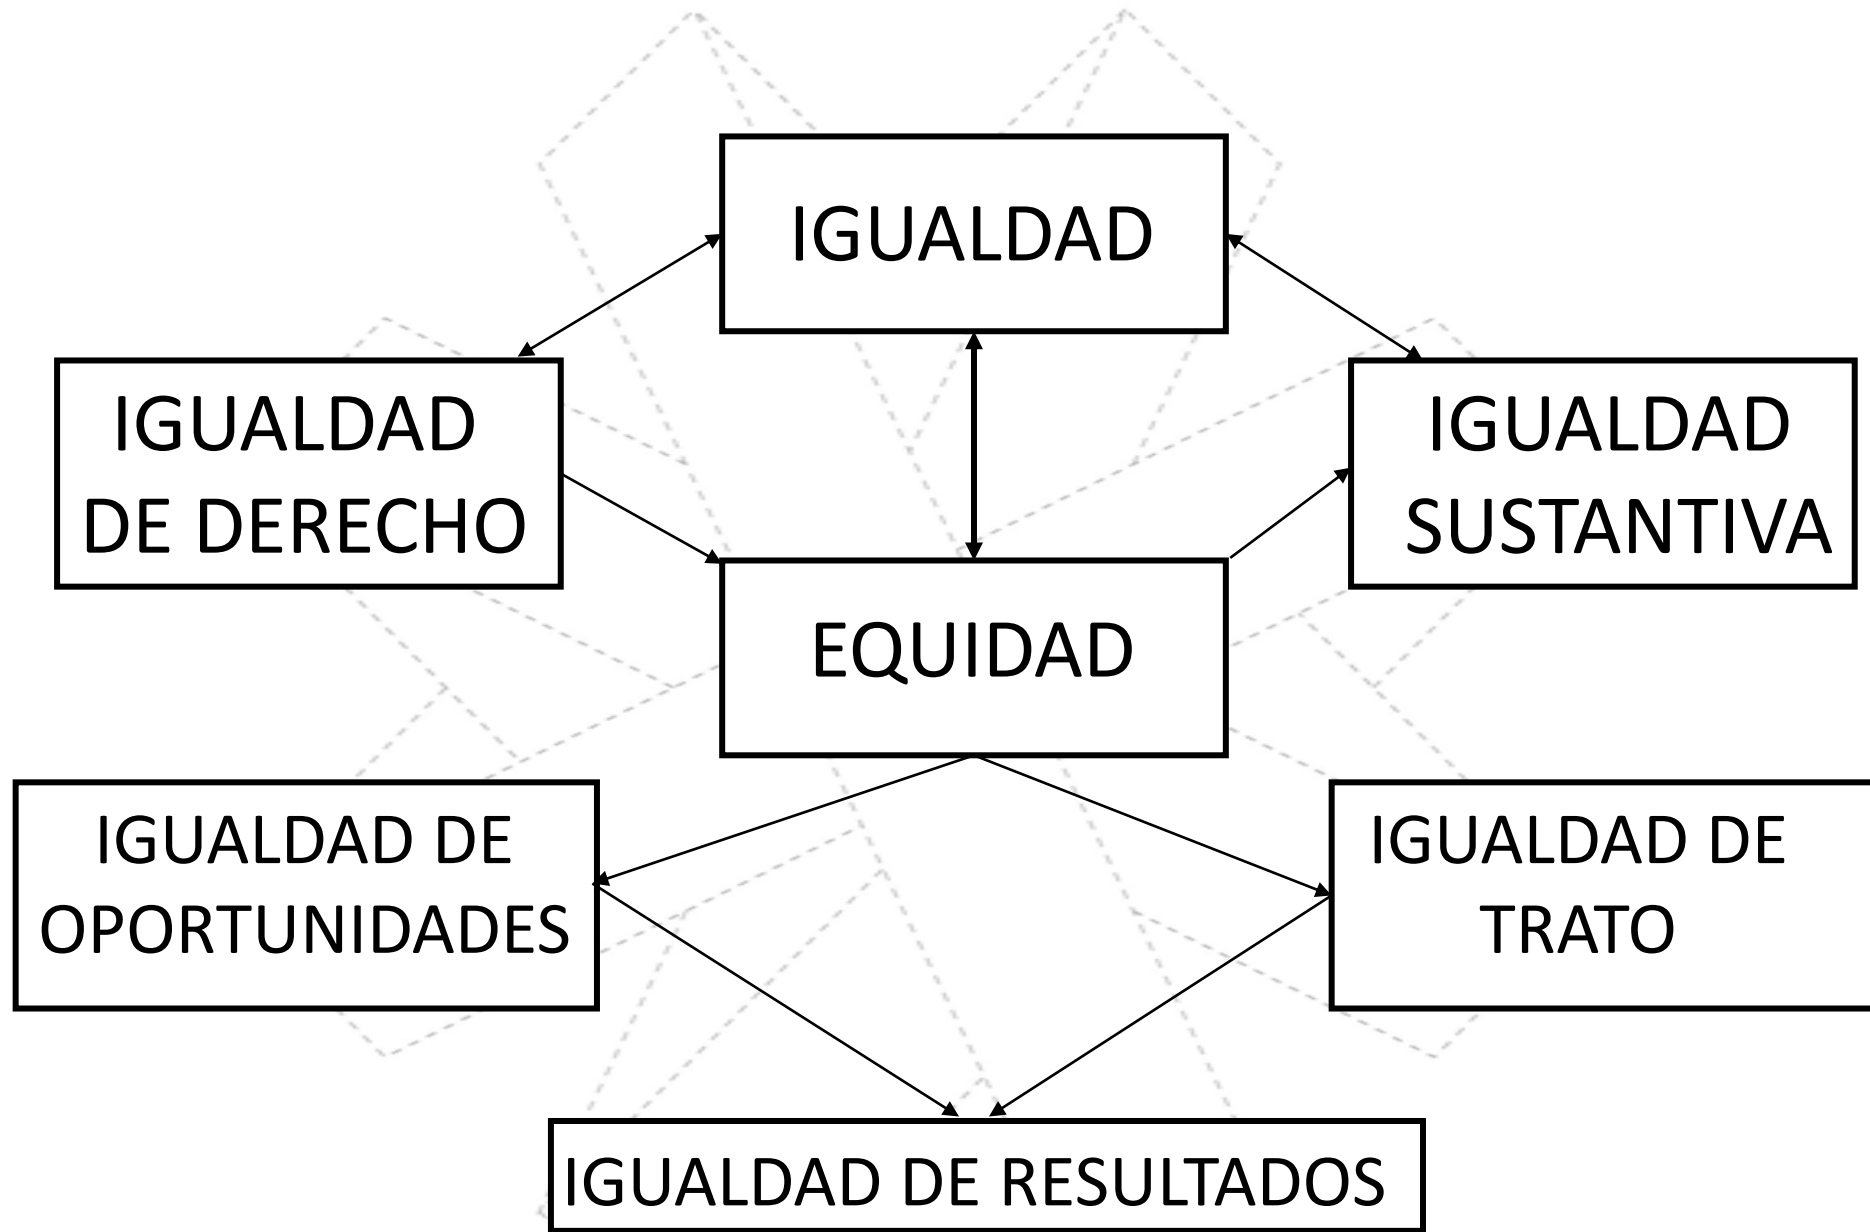 IGUALDAD
IGUALDAD
DE DERECHO
IGUALDAD
SUSTANTIVA
EQUIDAD
IGUALDAD DE
OPORTUNIDADES
IGUALDAD DE
TRATO
IGUALDAD DE RESULTADOS